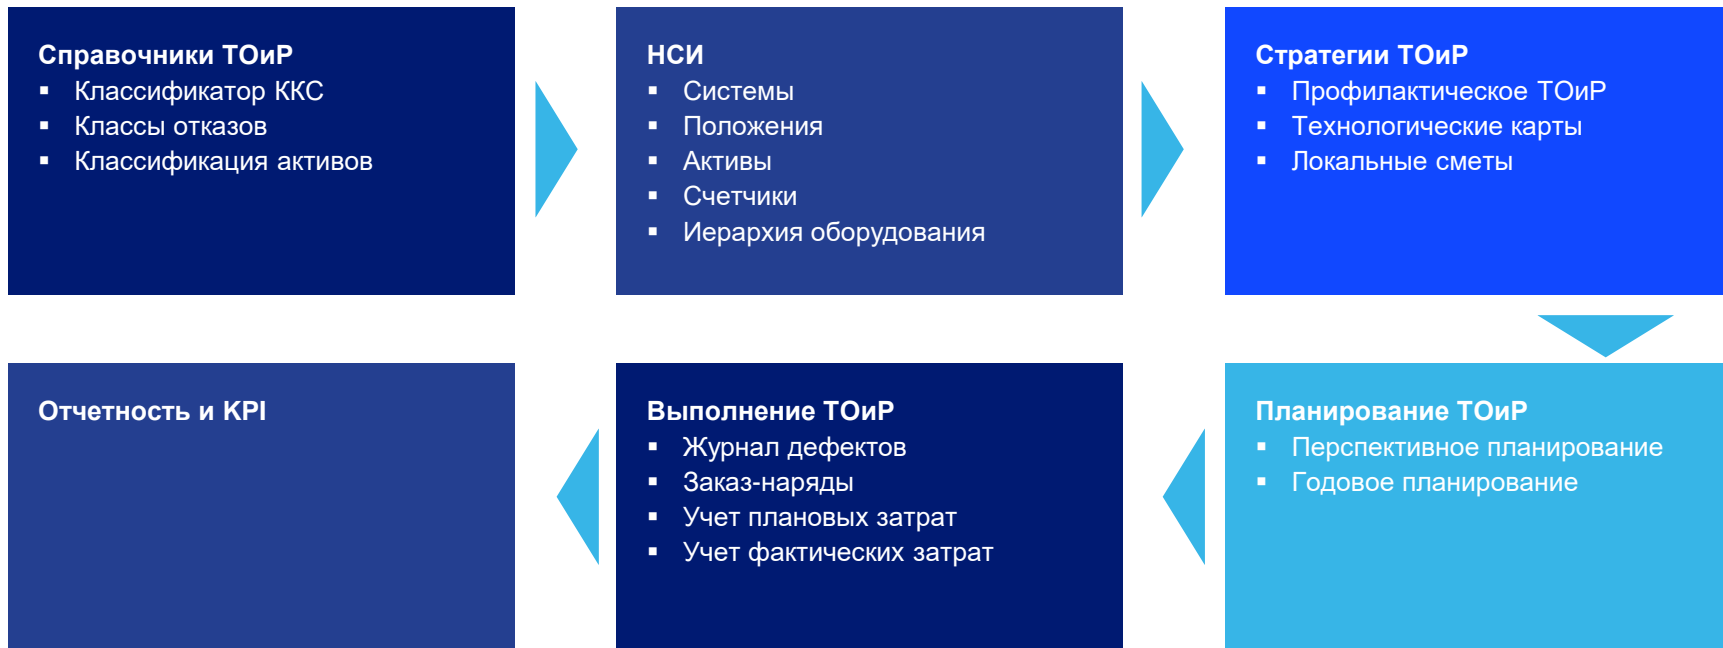 Справочники ТОиР
▪ Классификатор ККС
▪ Классы отказов
▪ Классификация активов
НСИ
▪ Системы
▪ Положения
▪ Активы
▪ Счетчики
▪ Иерархия оборудования
Стратегии ТОиР
▪ Профилактическое ТОиР
▪ Технологические карты
▪ Локальные сметы
Планирование ТОиР
▪ Перспективное планирование
▪ Годовое планирование
Выполнение ТОиР
▪ Журнал дефектов
▪ Заказ-наряды
▪ Учет плановых затрат
▪ Учет фактических затрат
Отчетность и KPI